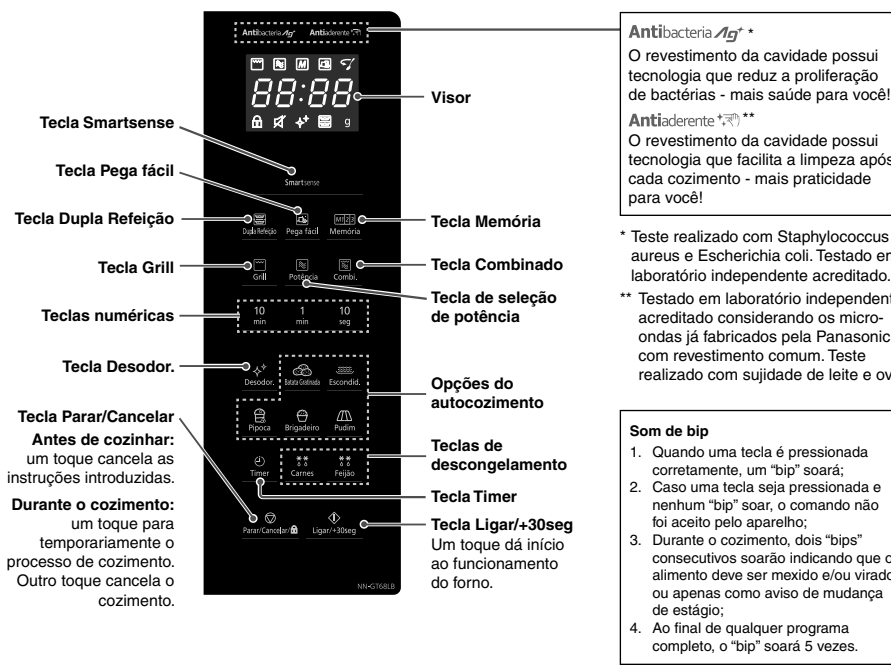 Antibacteria Ag+ Antiaderente
M
88:88
g
Smartsense
Dupla Refeição Pega fácil Memória
M1 2 3
Grill Potência Combi.
10 min 1 min 10 seg
Desodor. Batata Gratinada Escondid.
Pipoca Brigadeiro Pudim
Timer Carnes Feijão
Parar/Cancelar/ Ligar/+30seg
NN-GT68LB
Tecla Smartsense
Tecla Pega fácil
Tecla Dupla Refeição
Tecla Grill
Teclas numéricas
Tecla Desodor.
Tecla Parar/Cancelar
Antes de cozinhar:
um toque cancela as
instruções introduzidas.
Durante o cozimento:
um toque para
temporariamente o
processo de cozimento.
Outro toque cancela o
cozimento.
Visor
Tecla Memória
Tecla Combinado
Tecla de seleção
de potência
Opções do
autocozimento
Teclas de
descongelamento
Tecla Timer
Tecla Ligar/+30seg
Um toque dá início
ao funcionamento
do forno.
Antibacteria Ag+ *
O revestimento da cavidade possui
tecnologia que reduz a proliferação
de bactérias - mais saúde para você!
Antiaderente **
O revestimento da cavidade possui
tecnologia que facilita a limpeza após
cada cozimento - mais praticidade
para você!
* Teste realizado com Staphylococcus
aureus e Escherichia coli. Testado em
laboratório independente acreditado.
** Testado em laboratório independent
acreditado considerando os micro-
ondas já fabricados pela Panasonic
com revestimento comum. Teste
realizado com sujidade de leite e ov
Som de bip
1. Quando uma tecla é pressionada
corretamente, um “bip” soará;
2. Caso uma tecla seja pressionada e
nenhum “bip” soar, o comando não
foi aceito pelo aparelho;
3. Durante o cozimento, dois “bips”
consecutivos soarão indicando que o
alimento deve ser mexido e/ou virado
ou apenas como aviso de mudança
de estágio;
4. Ao final de qualquer programa
completo, o “bip” soará 5 vezes.